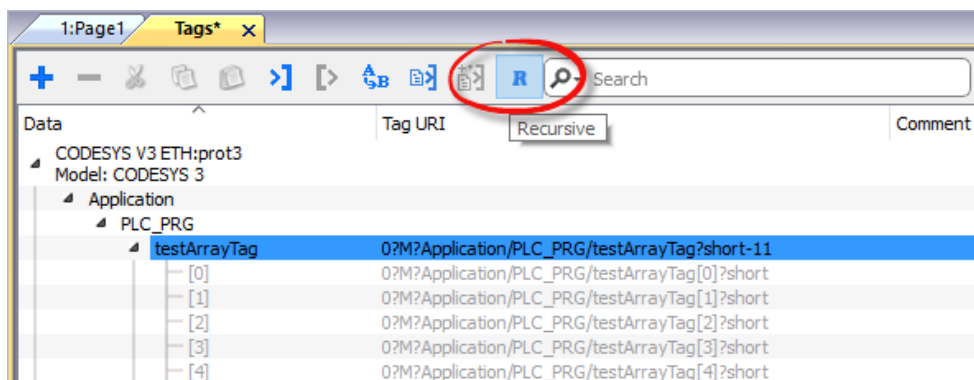 1:Page1 Tags* x
A B R Search
Data Tag URI Recursive Comment
CODESYS V3 ETH:prot3
Model: CODESYS 3
Application
PLC_PRG
testArrayTag 0?M?Application/PLC_PRG/testArrayTag?short-11
[0] 0?M?Application/PLC_PRG/testArrayTag[0]?short
[1] 0?M?Application/PLC_PRG/testArrayTag[1]?short
[2] 0?M?Application/PLC_PRG/testArrayTag[2]?short
[3] 0?M?Application/PLC_PRG/testArrayTag[3]?short
[4] 0?M?Application/PLC_PRG/testArrayTag[4]?short